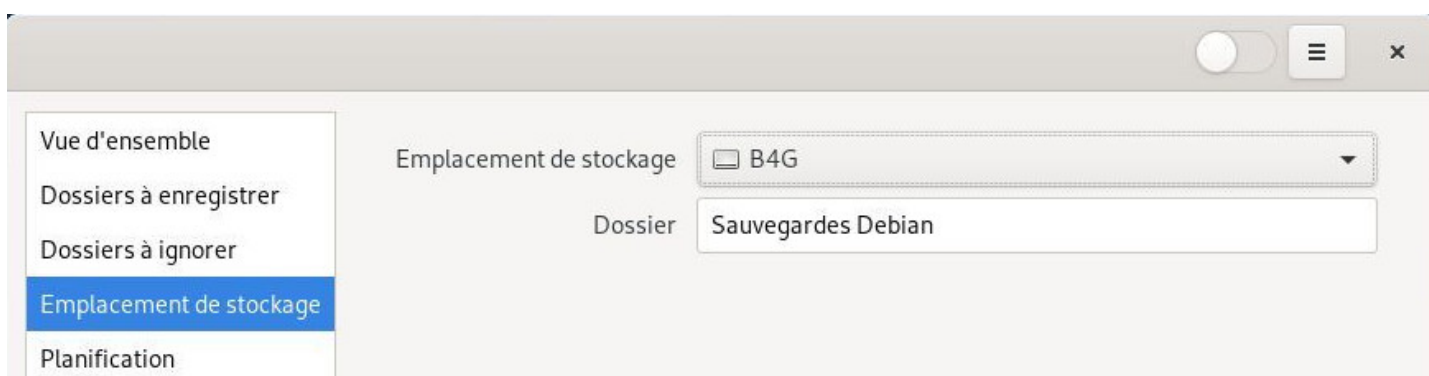 Vue d'ensemble
Dossiers à enregistrer
Dossiers à ignorer
Emplacement de stockage
Planification
Emplacement de stockage B4G
Dossier Sauvegardes Debian